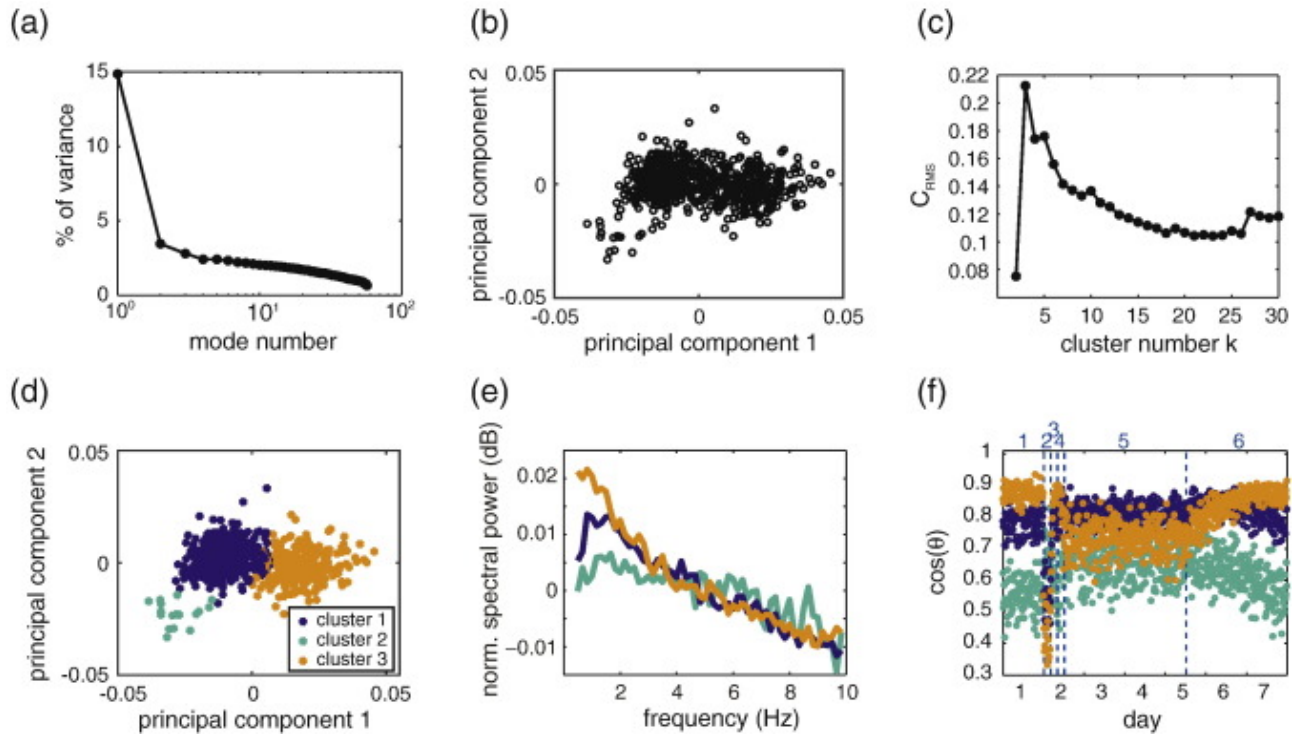 (a)
% of variance
15
10
5
0
10^0
10^1
10^2
mode number
(b)
principal component 2
0.05
0
-0.05
-0.05
0
0.05
principal component 1
(c)
C_RMS
0.22
0.2
0.18
0.16
0.14
0.12
0.1
0.08
5 10 15 20 25 30
cluster number k
(d)
principal component 2
0.05
0
-0.05
-0.05
0
0.05
cluster 1
cluster 2
cluster 3
principal component 1
(e)
norm. spectral power (dB)
0.02
0.01
0
−0.01
2 4 6 8 10
frequency (Hz)
(f)
1 2 3 4 5 6
cos(θ)
1
0.9
0.8
0.7
0.6
0.5
0.4
0.3
1 2 3 4 5 6 7
day